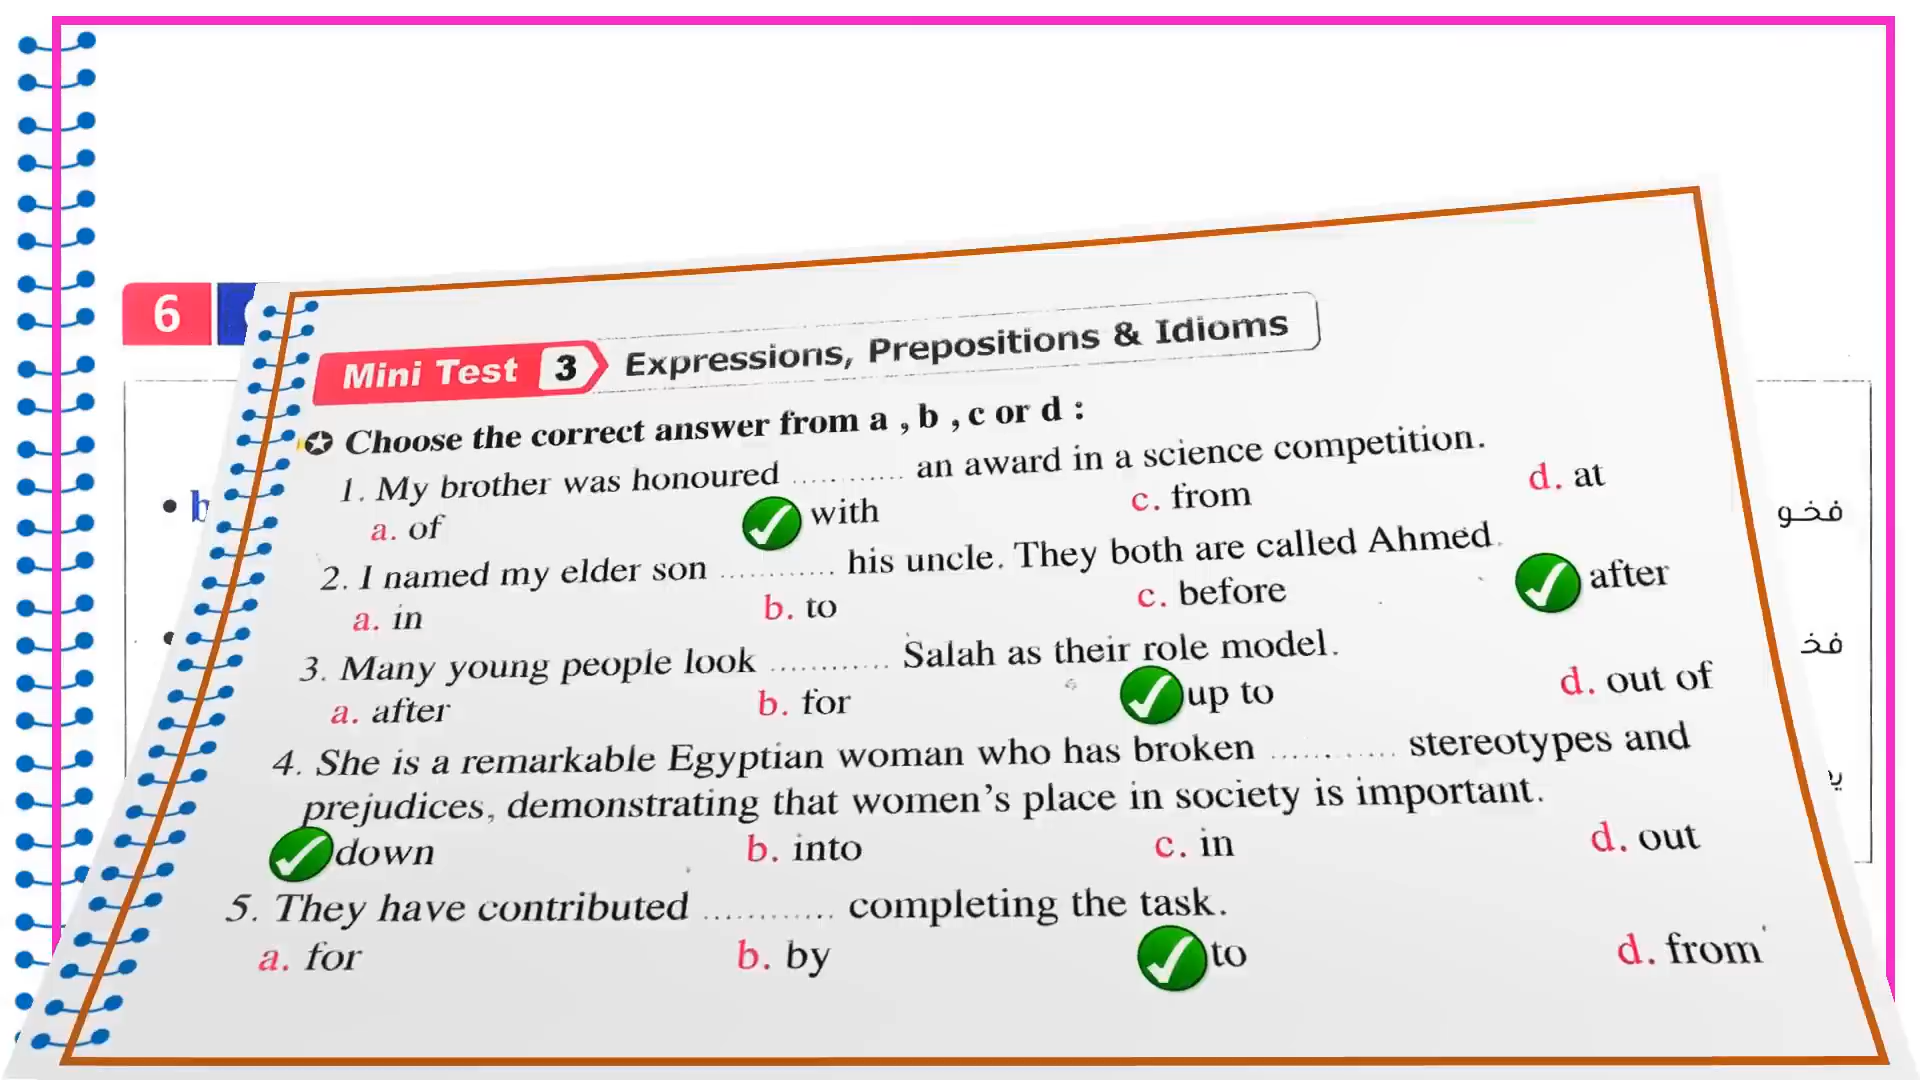 6
Mini Test 3 Expressions, Prepositions & Idioms
Choose the correct answer from a , b , c or d :
1. My brother was honoured ........... an award in a science competition.
a. of with c. from d. at
2. I named my elder son ............ his uncle. They both are called Ahmed.
a. in b. to c. before after
3. Many young people look ............ Salah as their role model.
a. after b. for up to d. out of
4. She is a remarkable Egyptian woman who has broken ............ stereotypes and
prejudices, demonstrating that women's place in society is important.
down b. into c. in d. out
5. They have contributed ............ completing the task.
a. for b. by to d. from